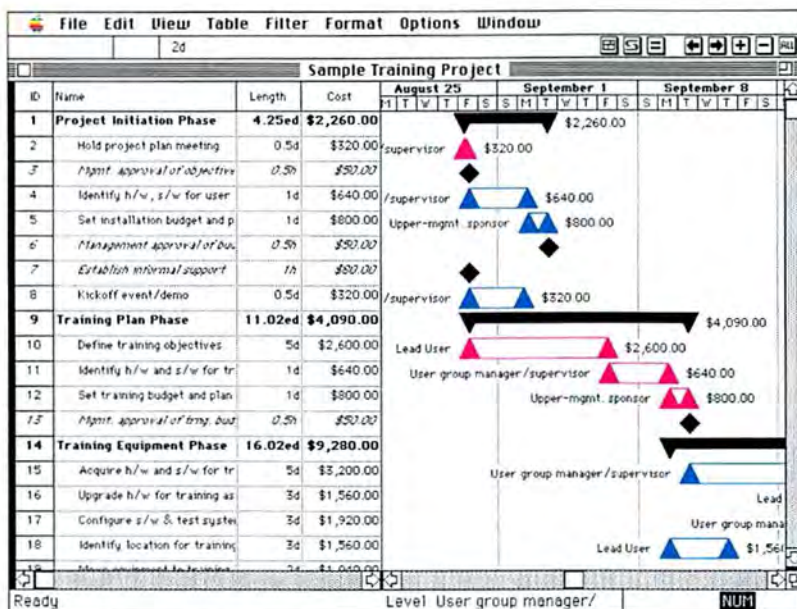 File Edit View Table Filter Format Options Window
2d
ALL
Sample Training Project
ID Name Length Cost August 25 September 1 September 8
M T W T F S S M T W T F S S M T W T F S
1 Project Initiation Phase 4.25ed $2,260.00 $2,260.00
2 Hold project plan meeting 0.5d $320.00 /supervisor $320.00
3 Mgmt. approval of objective 0.5h $50.00
4 Identify h/w, s/w for user 1d $640.00 /supervisor $640.00
5 Set installation budget and p 1d $800.00 Upper-mgmt. sponsor $800.00
6 Management approval of bud 0.5h $50.00
7 Establish informal support 1h $80.00
8 Kickoff event/demo 0.5d $320.00 /supervisor $320.00
9 Training Plan Phase 11.02ed $4,090.00 $4,090.00
10 Define training objectives 5d $2,600.00 Lead User $2,600.00
11 Identify h/w and s/w for tr 1d $640.00 User group manager/supervisor $640.00
12 Set training budget and plan 1d $800.00 Upper-mgmt. sponsor $800.00
13 Mgmt. approval of trng. bud 0.5h $50.00
14 Training Equipment Phase 16.02ed $9,280.00
15 Acquire h/w and s/w for tr 5d $3,200.00 User group manager/supervisor
16 Upgrade h/w for training as 3d $1,560.00 Lead
17 Configure s/w & test system 3d $1,920.00 User group mana
18 Identify location for training 3d $1,560.00 Lead User $1,560
Ready Level User group manager/ NUM